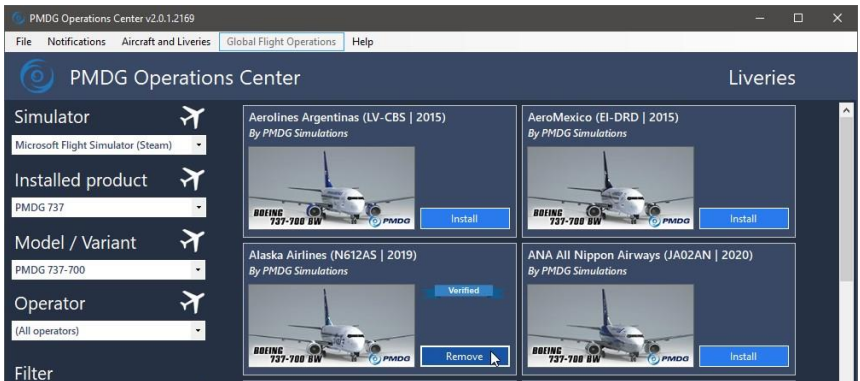 PMDG Operations Center v2.0.1.2169
File Notifications Aircraft and Liveries Global Flight Operations Help
PMDG Operations Center
Liveries
Simulator
Microsoft Flight Simulator (Steam)
Installed product
PMDG 737
Model / Variant
PMDG 737-700
Operator
(All operators)
Filter
Aerolines Argentinas (LV-CBS | 2015)
By PMDG Simulations
BOEING
737-700 BW
PMDG
Install
AeroMexico (EI-DRD | 2015)
By PMDG Simulations
BOEING
737-700 BW
PMDG
Install
Alaska Airlines (N612AS | 2019)
By PMDG Simulations
Verified
BOEING
737-700 BW
PMDG
Remove
ANA All Nippon Airways (JA02AN | 2020)
By PMDG Simulations
BOEING
737-700 BW
PMDG
Install